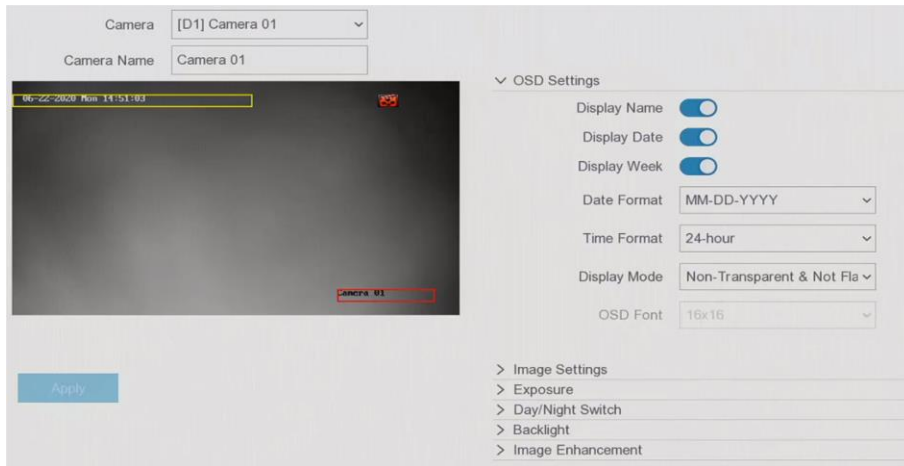 Camera [D1] Camera 01
Camera Name Camera 01
06-22-2020 Mon 14:51:03
Camera 01
Apply
OSD Settings
Display Name
Display Date
Display Week
Date Format MM-DD-YYYY
Time Format 24-hour
Display Mode Non-Transparent & Not Fla
OSD Font 16x16
Image Settings
Exposure
Day/Night Switch
Backlight
Image Enhancement